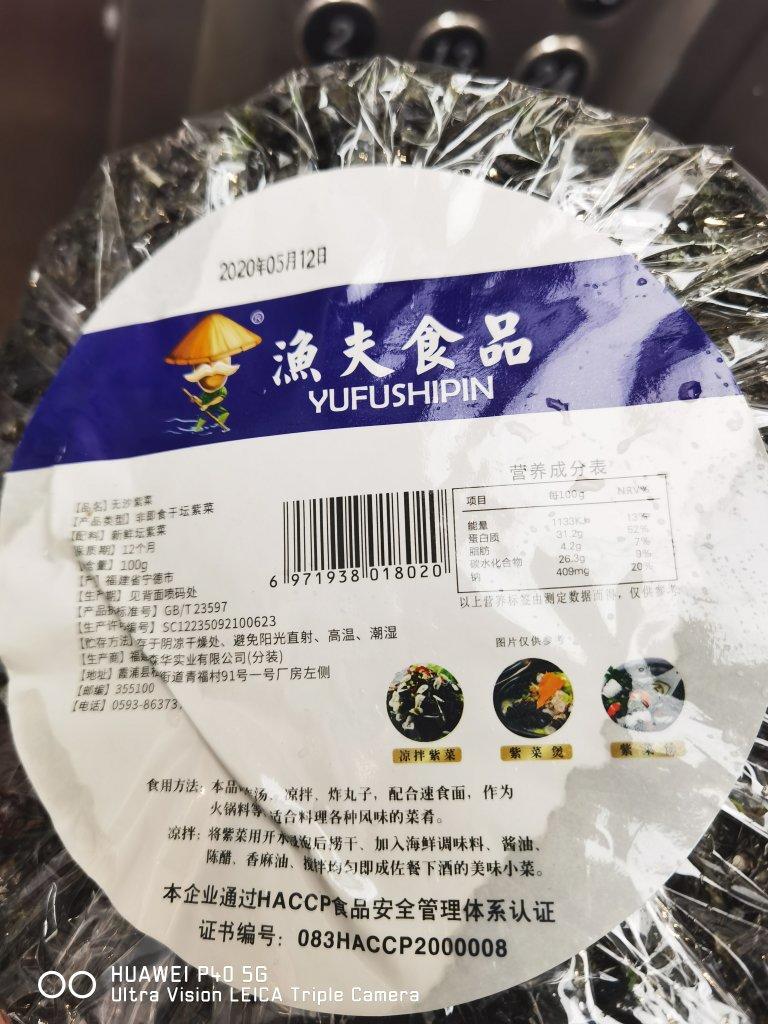 2
2020年05月12日
®
渔夫食品
YUFUSHIPIN
【品名】无沙紫菜
【产品类型】非即食干坛紫菜
【配料】新鲜坛紫菜
质期】12个月
含量】100g
【产 】福建省宁德市
【生产 期】见背面喷码处
【产品 标准号】GB/T 23597
【生产许 编号】SC12235092100623
【贮存方法】存于阴凉干燥处、避免阳光直射、高温、潮湿
【生产商】福 华实业有限公司(分装)
【地址】霞浦县 街道青福村91号一号厂房左侧
【邮编】355100
【电话】0593-86373
6 971938 018020
营养成分表
项目 每100g NRV%
能量 1133KJ 13%
蛋白质 31.2g 62%
脂肪 4.2g 7%
碳水化合物 26.3g 9%
钠 409mg 20%
以上营养标签由测定数据而得，仅供参考
图片仅供参考
凉拌紫菜
紫菜煲
紫菜汤
食用方法：本品 汤、凉拌、炸丸子，配合速食面，作为
火锅料等 适合料理各种风味的菜肴。
凉拌：将紫菜用开水 泡后捞干、加入海鲜调味料、酱油、
陈醋、香麻油、搅拌均匀即成佐餐下酒的美味小菜。
本企业通过HACCP食品安全管理体系认证
证书编号：083HACCP2000008
HUAWEI P40 5G
Ultra Vision LEICA Triple Camera